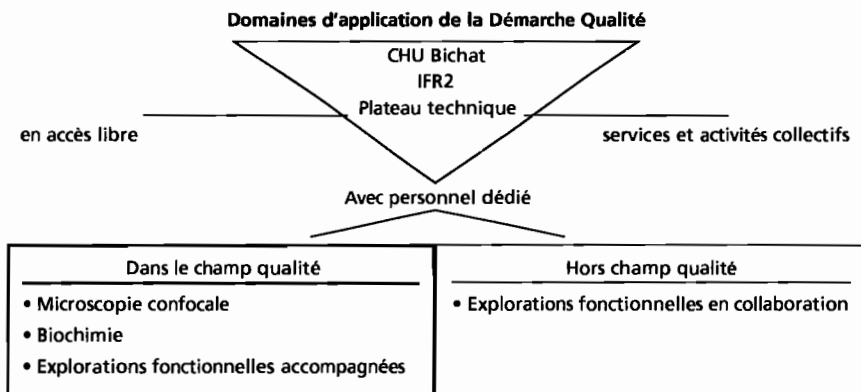 Domaines d'application de la Démarche Qualité
CHU Bichat
IFR2
Plateau technique
en accès libre
services et activités collectifs
Avec personnel dédié
Dans le champ qualité
• Microscopie confocale
• Biochimie
• Explorations fonctionnelles accompagnées
Hors champ qualité
• Explorations fonctionnelles en collaboration